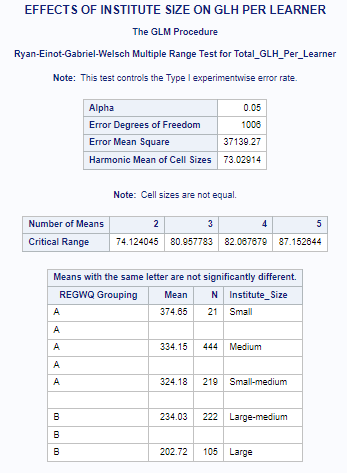 EFFECTS OF INSTITUTE SIZE ON GLH PER LEARNER
The GLM Procedure
Ryan-Einot-Gabriel-Welsch Multiple Range Test for Total_GLH_Per_Learner
Note: This test controls the Type I experimentwise error rate.
Alpha 0.05
Error Degrees of Freedom 1006
Error Mean Square 37139.27
Harmonic Mean of Cell Sizes 73.02914
Note: Cell sizes are not equal.
Number of Means 2 3 4 5
Critical Range 74.124045 80.957783 82.067679 87.152644
Means with the same letter are not significantly different.
REGWQ Grouping Mean N Institute_Size
A 374.65 21 Small
A
A 334.15 444 Medium
A
A 324.18 219 Small-medium
B 234.03 222 Large-medium
B
B 202.72 105 Large